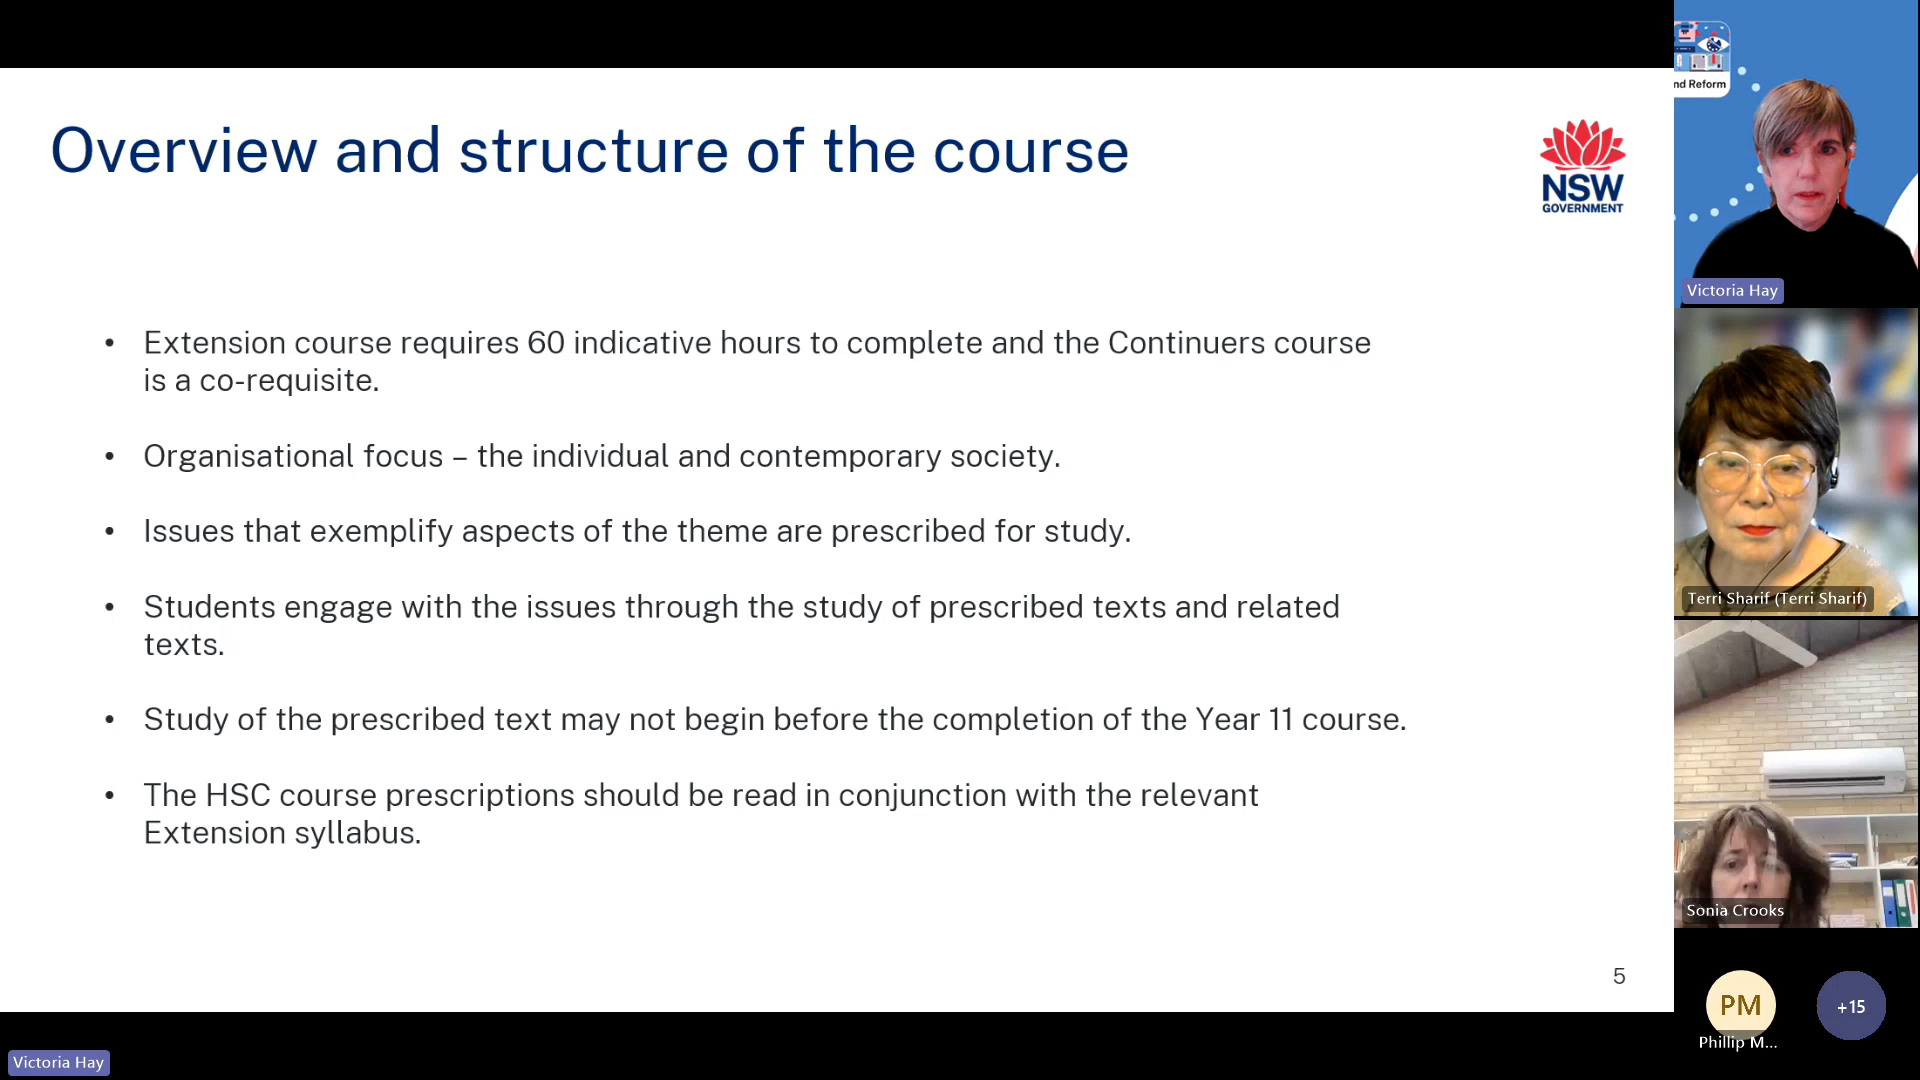 Overview and structure of the course
NSW
GOVERNMENT
• Extension course requires 60 indicative hours to complete and the Continuers course
is a co-requisite.
• Organisational focus – the individual and contemporary society.
• Issues that exemplify aspects of the theme are prescribed for study.
• Students engage with the issues through the study of prescribed texts and related
texts.
• Study of the prescribed text may not begin before the completion of the Year 11 course.
• The HSC course prescriptions should be read in conjunction with the relevant
Extension syllabus.
5
Victoria Hay
nd Reform
Victoria Hay
Terri Sharif (Terri Sharif)
Sonia Crooks
PM
Phillip M...
+15